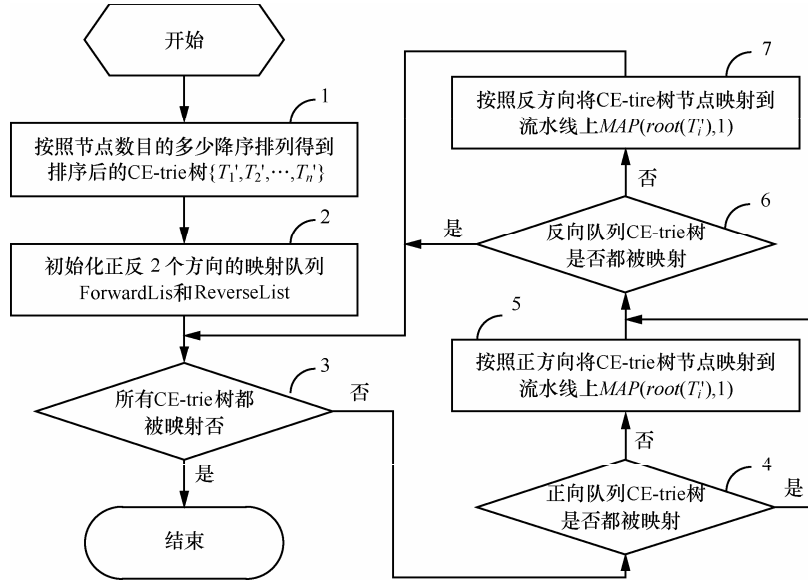 开始
1
按照节点数目的多少降序排列得到
排序后的CE-trie树{T₁',T₂',…,Tₙ'}
2
初始化正反 2 个方向的映射队列
ForwardLis和ReverseList
3
所有CE-trie树都
被映射否
否
是
结束
4
正向队列CE-trie树
是否都被映射
是
否
5
按照正方向将CE-trie树节点映射到
流水线上MAP(root(Tᵢ'),1)
6
反向队列CE-trie树
是否都被映射
是
否
7
按照反方向将CE-tire树节点映射到
流水线上MAP(root(Tᵢ'),1)